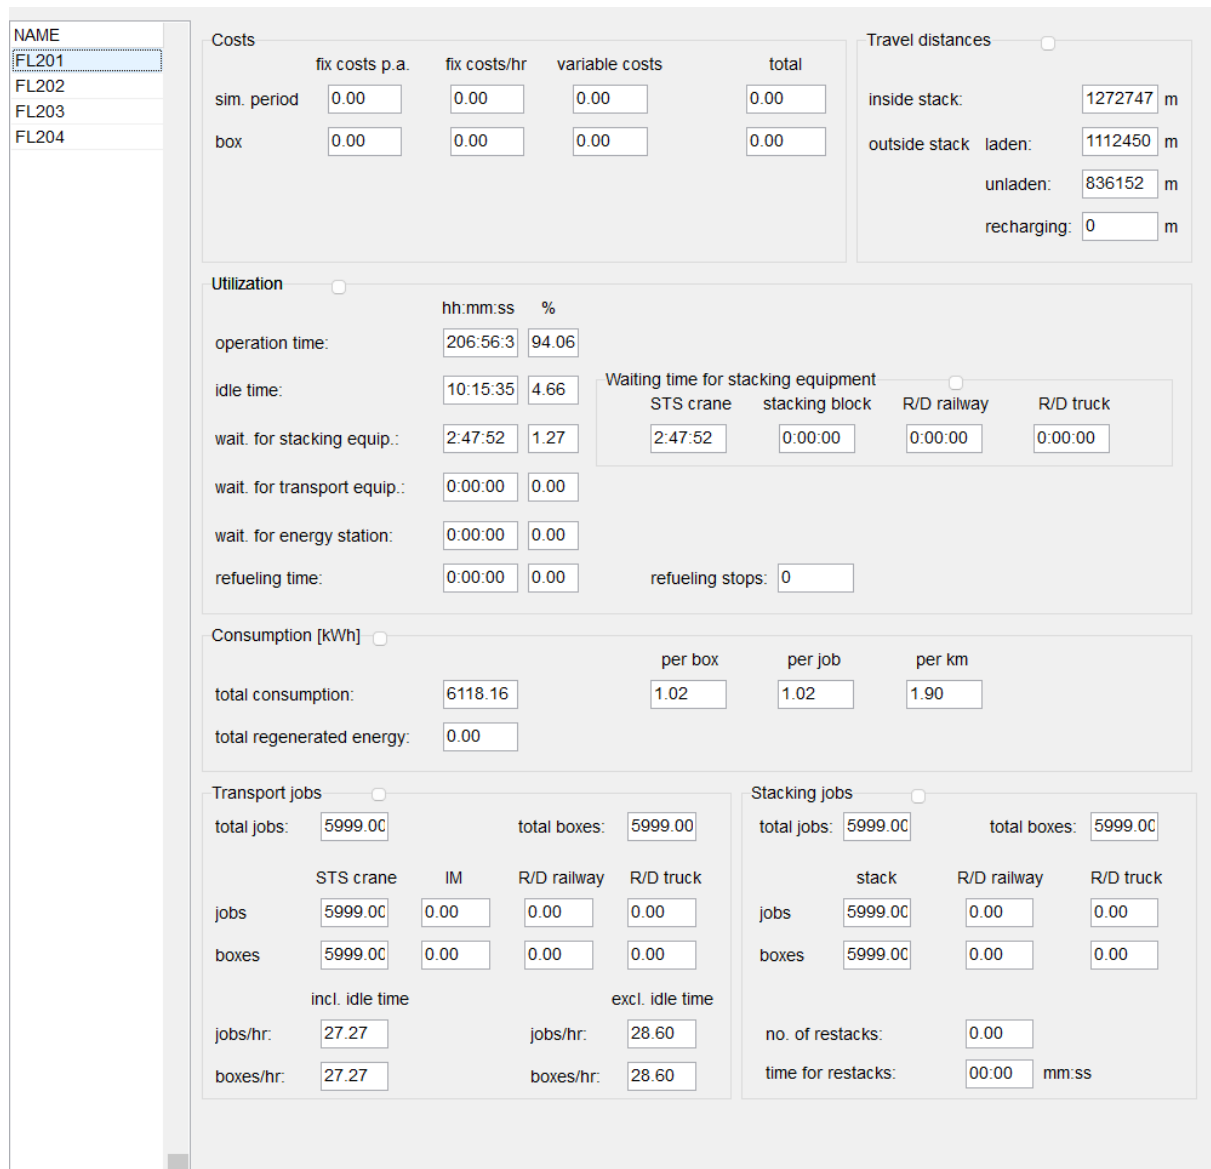 NAME
FL201
FL202
FL203
FL204
Costs
fix costs p.a. fix costs/hr variable costs total
sim. period 0.00 0.00 0.00 0.00
box 0.00 0.00 0.00 0.00
Travel distances
inside stack: 1272747 m
outside stack laden: 1112450 m
unladen: 836152 m
recharging: 0 m
Utilization
hh:mm:ss %
operation time: 206:56:3 94.06
idle time: 10:15:35 4.66
wait. for stacking equip.: 2:47:52 1.27
wait. for transport equip.: 0:00:00 0.00
wait. for energy station: 0:00:00 0.00
refueling time: 0:00:00 0.00 refueling stops: 0
Waiting time for stacking equipment
STS crane stacking block R/D railway R/D truck
2:47:52 0:00:00 0:00:00 0:00:00
Consumption [kWh]
per box per job per km
total consumption: 6118.16 1.02 1.02 1.90
total regenerated energy: 0.00
Transport jobs
total jobs: 5999.00 total boxes: 5999.00
STS crane IM R/D railway R/D truck
jobs 5999.00 0.00 0.00 0.00
boxes 5999.00 0.00 0.00 0.00
incl. idle time excl. idle time
jobs/hr: 27.27 jobs/hr: 28.60
boxes/hr: 27.27 boxes/hr: 28.60
Stacking jobs
total jobs: 5999.00 total boxes: 5999.00
stack R/D railway R/D truck
jobs 5999.00 0.00 0.00
boxes 5999.00 0.00 0.00
no. of restacks: 0.00
time for restacks: 00:00 mm:ss